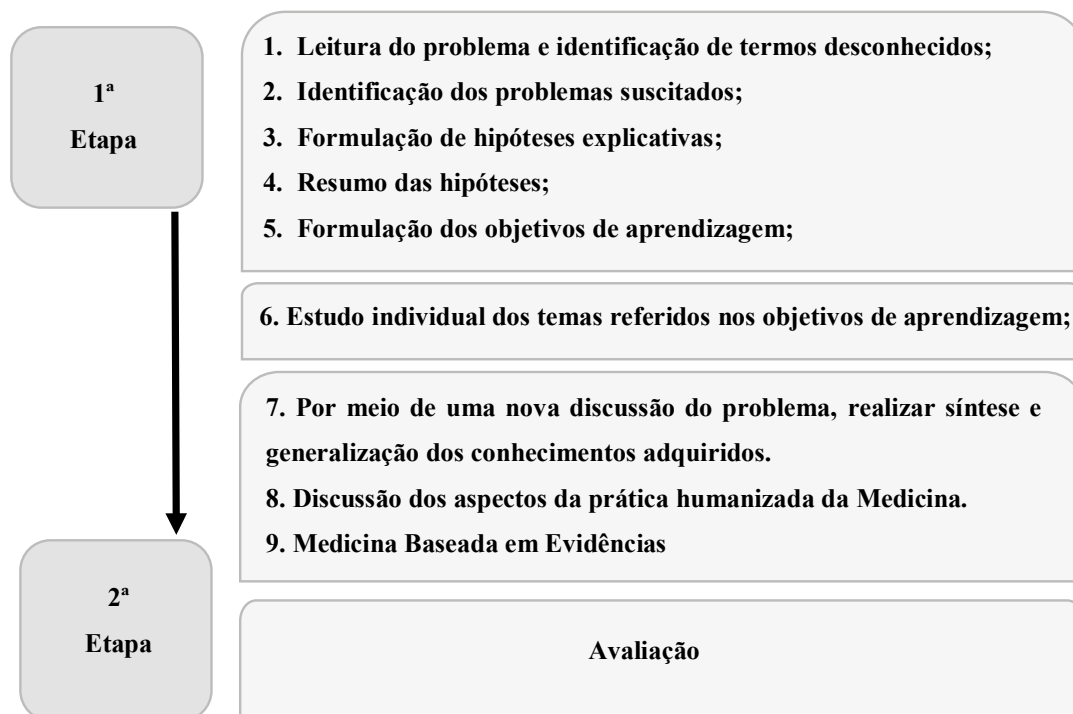 1ª
Etapa
1. Leitura do problema e identificação de termos desconhecidos;
2. Identificação dos problemas suscitados;
3. Formulação de hipóteses explicativas;
4. Resumo das hipóteses;
5. Formulação dos objetivos de aprendizagem;
6. Estudo individual dos temas referidos nos objetivos de aprendizagem;
7. Por meio de uma nova discussão do problema, realizar síntese e
generalização dos conhecimentos adquiridos.
8. Discussão dos aspectos da prática humanizada da Medicina.
9. Medicina Baseada em Evidências
2ª
Etapa
Avaliação